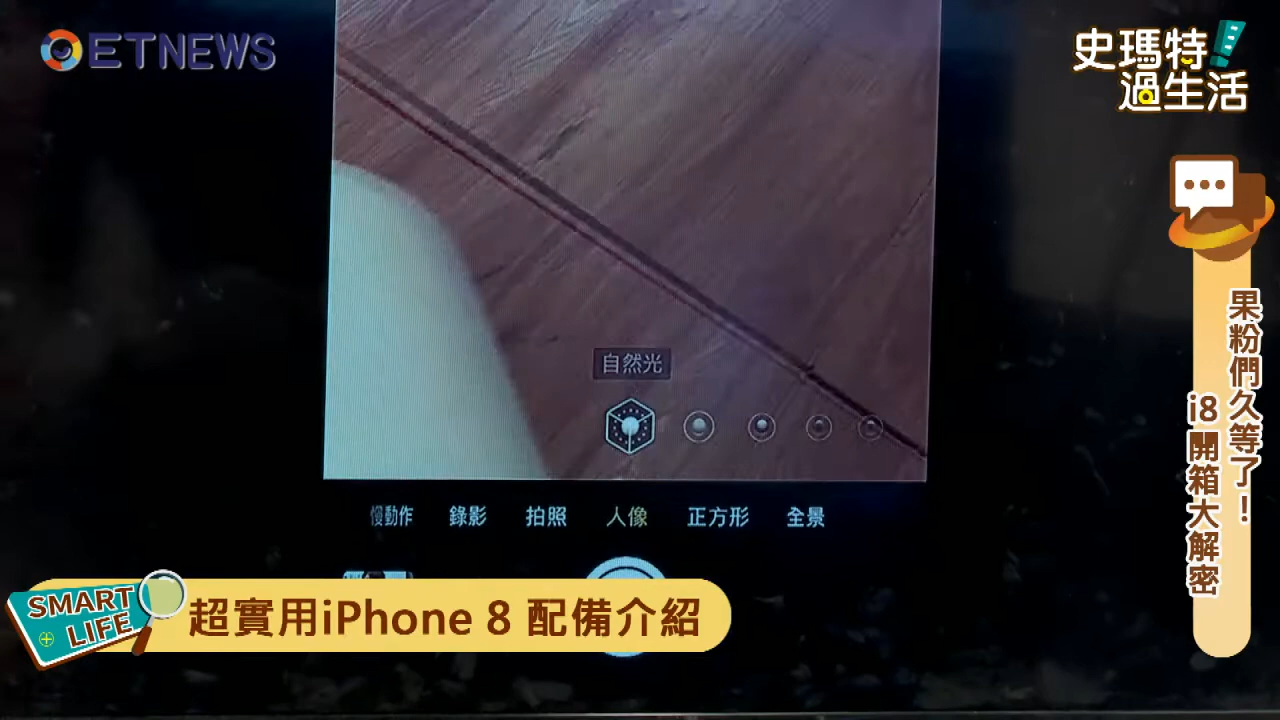 ETNEWS
史瑪特!
過生活
果粉們久等了!
i8 開箱大解密
自然光
慢動作 錄影 拍照 人像 正方形 全景
SMART
LIFE
超實用iPhone 8 配備介紹